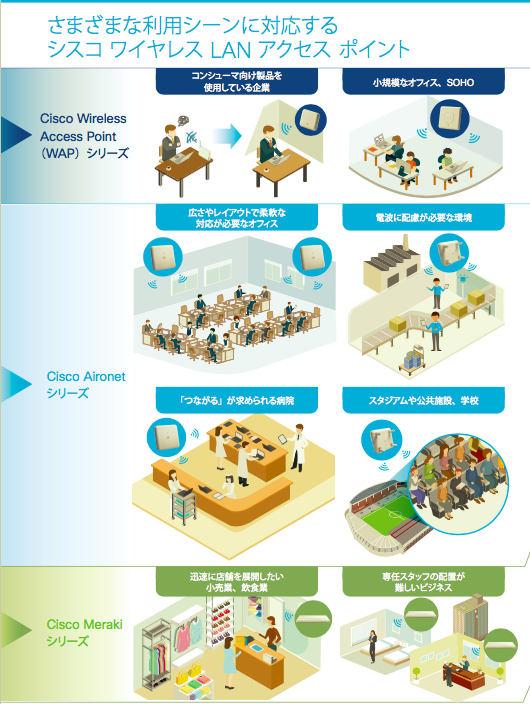 さまざまな利用シーンに対応する
シスコ ワイヤレス LAN アクセス ポイント
Cisco Wireless
Access Point
（WAP）シリーズ
コンシューマ向け製品を
使用している企業
小規模なオフィス、SOHO
Cisco Aironet
シリーズ
広さやレイアウトで柔軟な
対応が必要なオフィス
電波に配慮が必要な環境
「つながる」が求められる病院
スタジアムや公共施設、学校
Cisco Meraki
シリーズ
迅速に店舗を展開したい
小売業、飲食業
専任スタッフの配置が
難しいビジネス